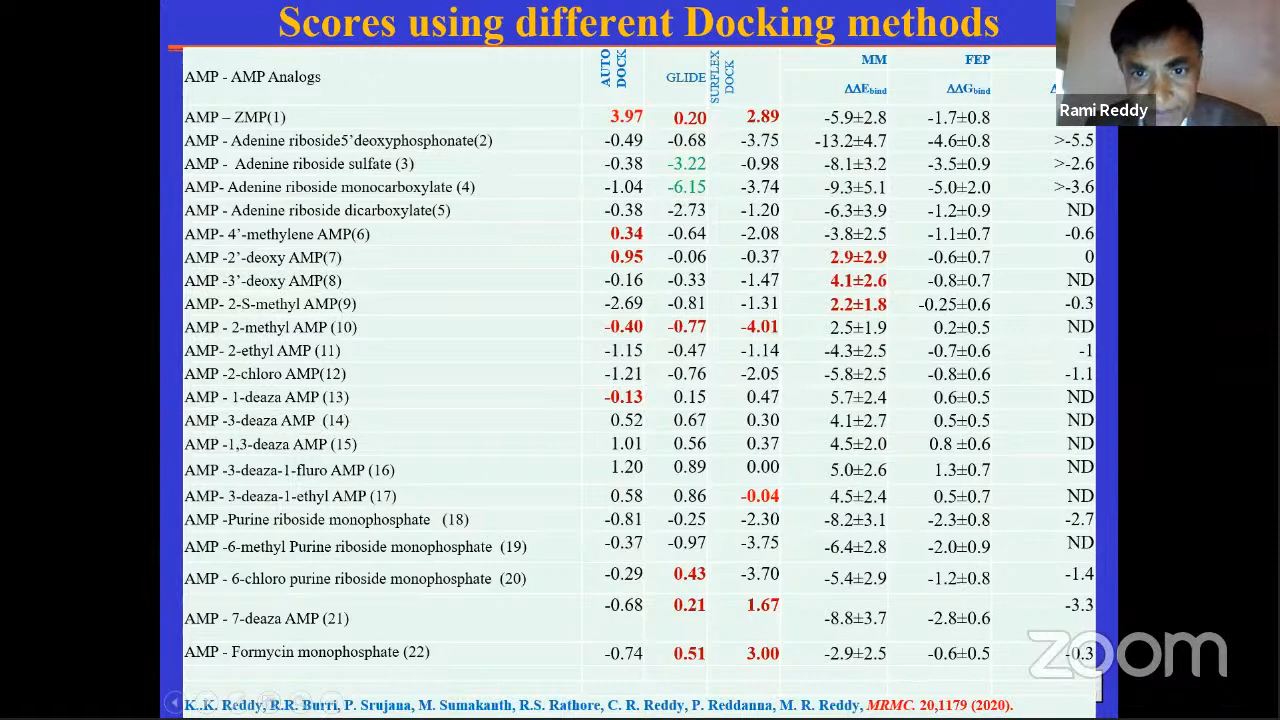 Scores using different Docking methods
AMP - AMP Analogs AUTO DOCK GLIDE SURFLEX DOCK MM ΔΔEbind FEP ΔΔGbind Δ
Rami Reddy
AMP – ZMP(1) 3.97 0.20 2.89 -5.9±2.8 -1.7±0.8
AMP - Adenine riboside5’deoxyphosphonate(2) -0.49 -0.68 -3.75 -13.2±4.7 -4.6±0.8 >-5.5
AMP - Adenine riboside sulfate (3) -0.38 -3.22 -0.98 -8.1±3.2 -3.5±0.9 >-2.6
AMP- Adenine riboside monocarboxylate (4) -1.04 -6.15 -3.74 -9.3±5.1 -5.0±2.0 >-3.6
AMP - Adenine riboside dicarboxylate(5) -0.38 -2.73 -1.20 -6.3±3.9 -1.2±0.9 ND
AMP- 4’-methylene AMP(6) 0.34 -0.64 -2.08 -3.8±2.5 -1.1±0.7 -0.6
AMP -2’-deoxy AMP(7) 0.95 -0.06 -0.37 2.9±2.9 -0.6±0.7 0
AMP -3’-deoxy AMP(8) -0.16 -0.33 -1.47 4.1±2.6 -0.8±0.7 ND
AMP- 2-S-methyl AMP(9) -2.69 -0.81 -1.31 2.2±1.8 -0.25±0.6 -0.3
AMP - 2-methyl AMP (10) -0.40 -0.77 -4.01 2.5±1.9 0.2±0.5 ND
AMP- 2-ethyl AMP (11) -1.15 -0.47 -1.14 -4.3±2.5 -0.7±0.6 -1
AMP -2-chloro AMP(12) -1.21 -0.76 -2.05 -5.8±2.5 -0.8±0.6 -1.1
AMP - 1-deaza AMP (13) -0.13 0.15 0.47 5.7±2.4 0.6±0.5 ND
AMP -3-deaza AMP (14) 0.52 0.67 0.30 4.1±2.7 0.5±0.5 ND
AMP -1,3-deaza AMP (15) 1.01 0.56 0.37 4.5±2.0 0.8 ±0.6 ND
AMP -3-deaza-1-fluro AMP (16) 1.20 0.89 0.00 5.0±2.6 1.3±0.7 ND
AMP- 3-deaza-1-ethyl AMP (17) 0.58 0.86 -0.04 4.5±2.4 0.5±0.7 ND
AMP -Purine riboside monophosphate (18) -0.81 -0.25 -2.30 -8.2±3.1 -2.3±0.8 -2.7
AMP -6-methyl Purine riboside monophosphate (19) -0.37 -0.97 -3.75 -6.4±2.8 -2.0±0.9 ND
AMP - 6-chloro purine riboside monophosphate (20) -0.29 0.43 -3.70 -5.4±2.9 -1.2±0.8 -1.4
AMP - 7-deaza AMP (21) -0.68 0.21 1.67 -8.8±3.7 -2.8±0.6 -3.3
AMP - Formycin monophosphate (22) -0.74 0.51 3.00 -2.9±2.5 -0.6±0.5 -0.3
zoom
K..K. Reddy, R.R. Burri, P. Srujana, M. Sumakanth, R.S. Rathore, C. R. Reddy, P. Reddanna, M. R. Reddy, MRMC. 20,1179 (2020).